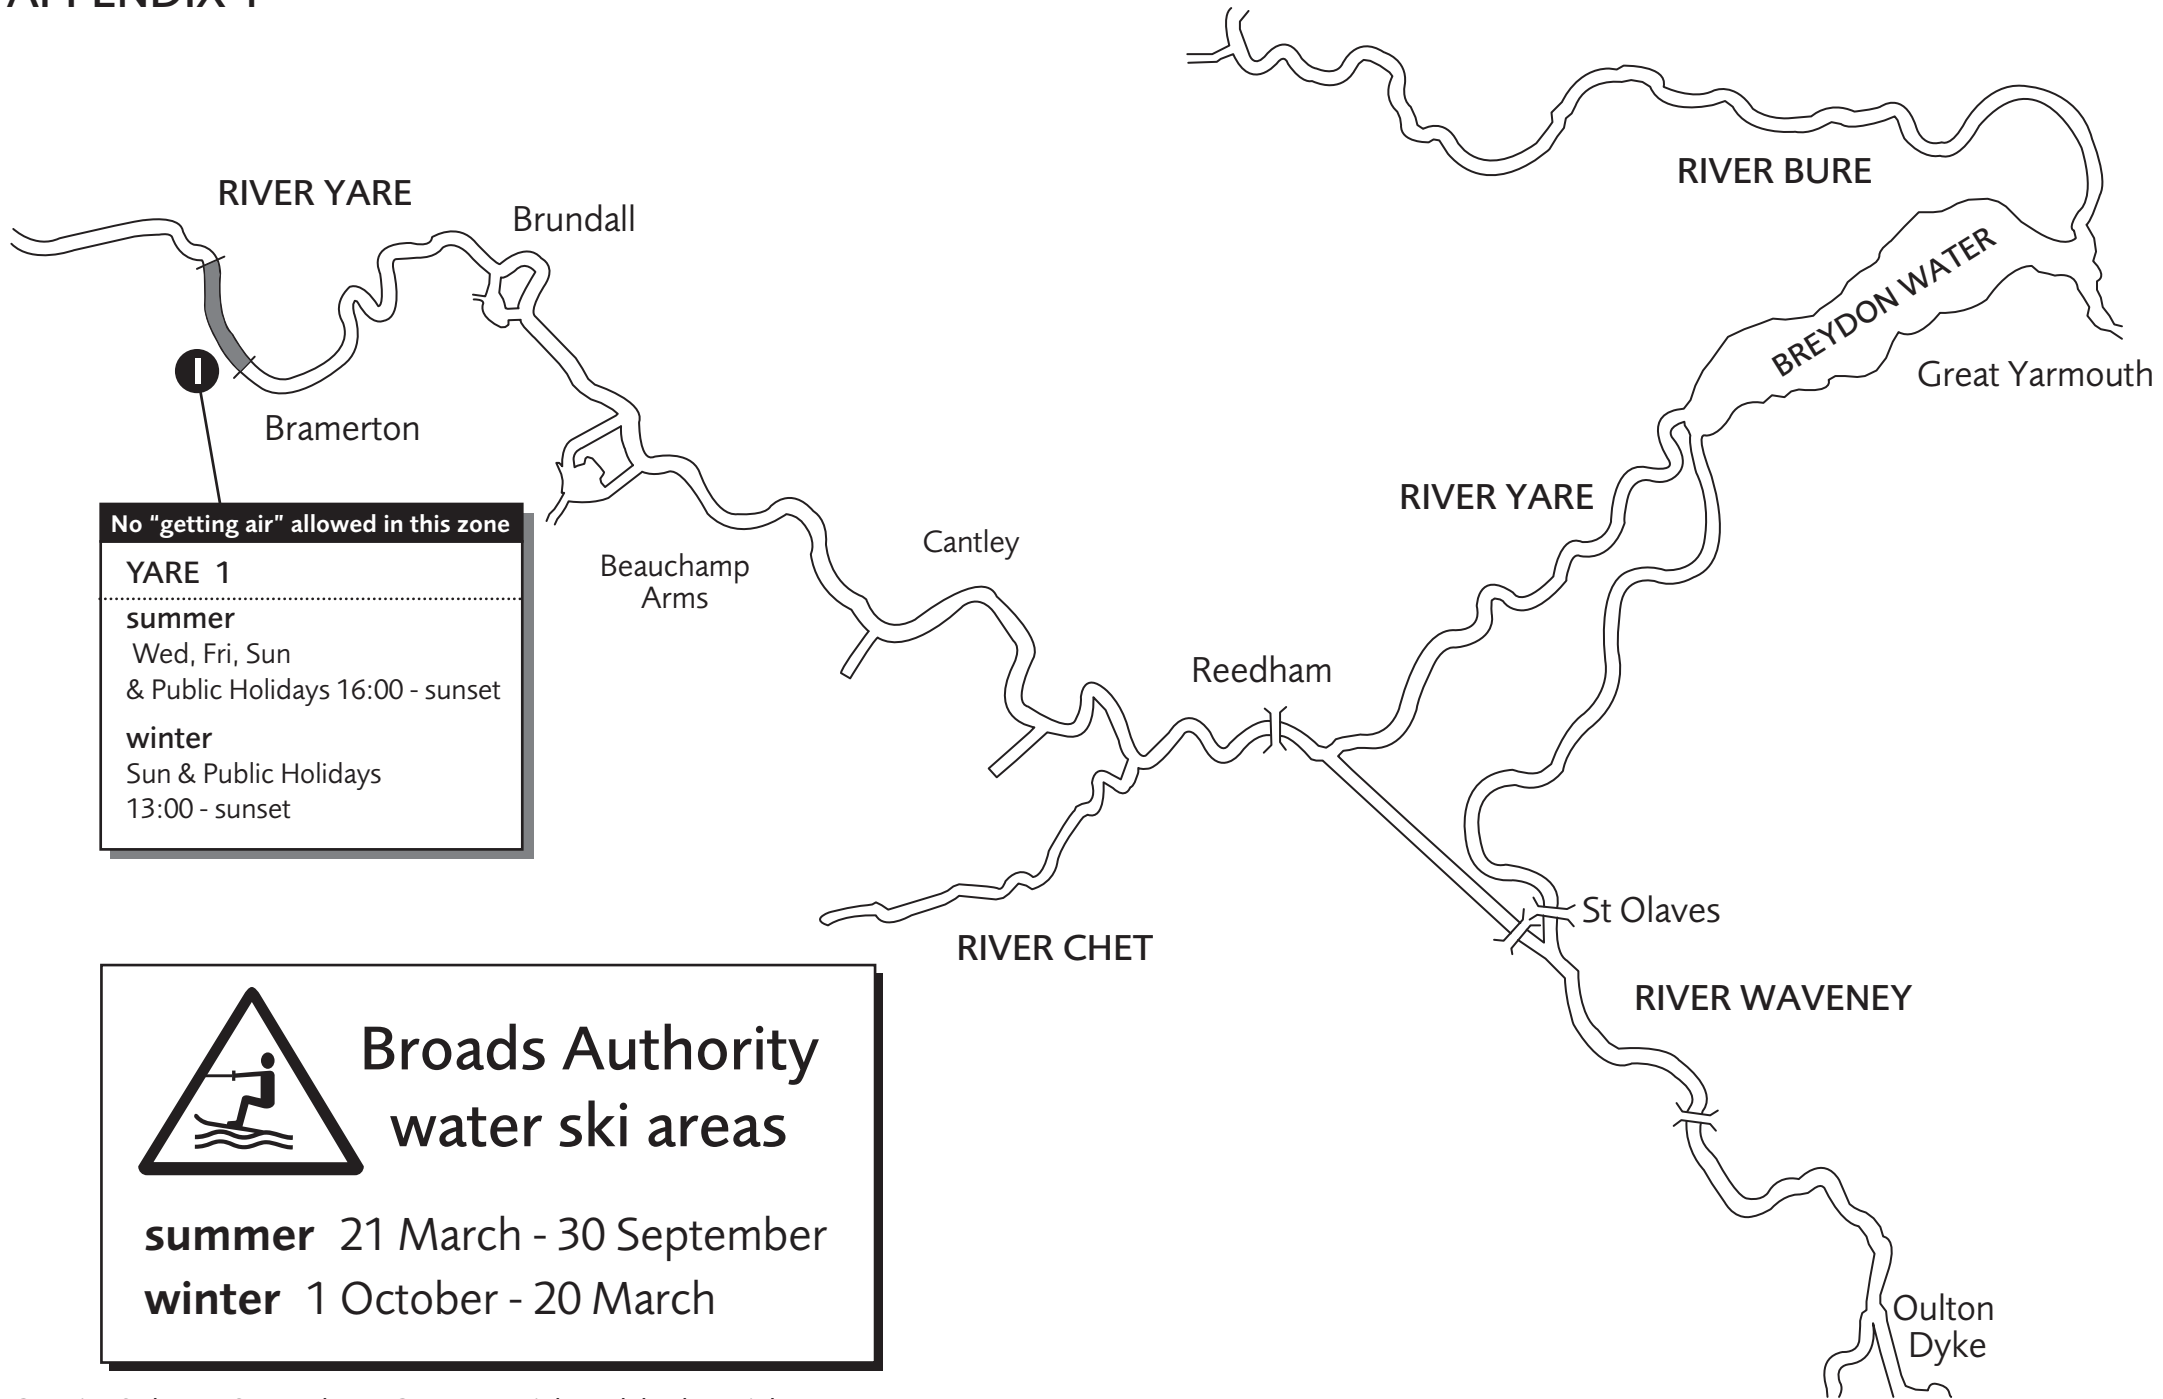 RIVER BURE
RIVER YARE
Brundall
BREYDON WATER
Great Yarmouth
Bramerton
RIVER YARE
1
No “getting air” allowed in this zone
YARE 1
summer
Wed, Fri, Sun
& Public Holidays 16:00 - sunset
winter
Sun & Public Holidays
13:00 - sunset
Cantley
Beauchamp
Arms
Reedham
St Olaves
RIVER CHET
RIVER WAVENEY
Broads Authority
water ski areas
summer 21 March - 30 September
winter 1 October - 20 March
Oulton
Dyke